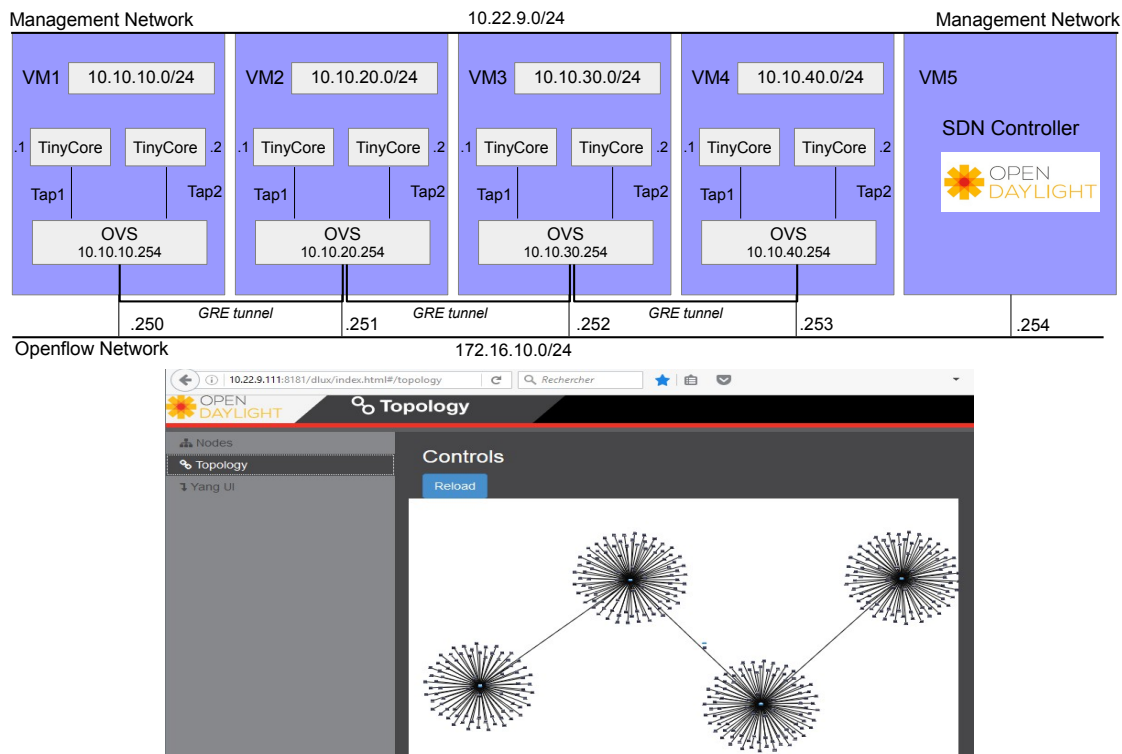 Management Network
10.22.9.0/24
Management Network
VM1
10.10.10.0/24
VM2
10.10.20.0/24
VM3
10.10.30.0/24
VM4
10.10.40.0/24
VM5
SDN Controller
OPEN
DAYLIGHT
.1
TinyCore
TinyCore
.2
.1
TinyCore
TinyCore
.2
.1
TinyCore
TinyCore
.2
.1
TinyCore
TinyCore
.2
Tap1
Tap2
Tap1
Tap2
Tap1
Tap2
Tap1
Tap2
OVS
10.10.10.254
OVS
10.10.20.254
OVS
10.10.30.254
OVS
10.10.40.254
GRE tunnel
GRE tunnel
GRE tunnel
.250
.251
.252
.253
.254
Openflow Network
172.16.10.0/24
10.22.9.111:8181/dlux/index.html#/topology
Rechercher
OPEN
DAYLIGHT
Topology
Nodes
Topology
Yang UI
Controls
Reload